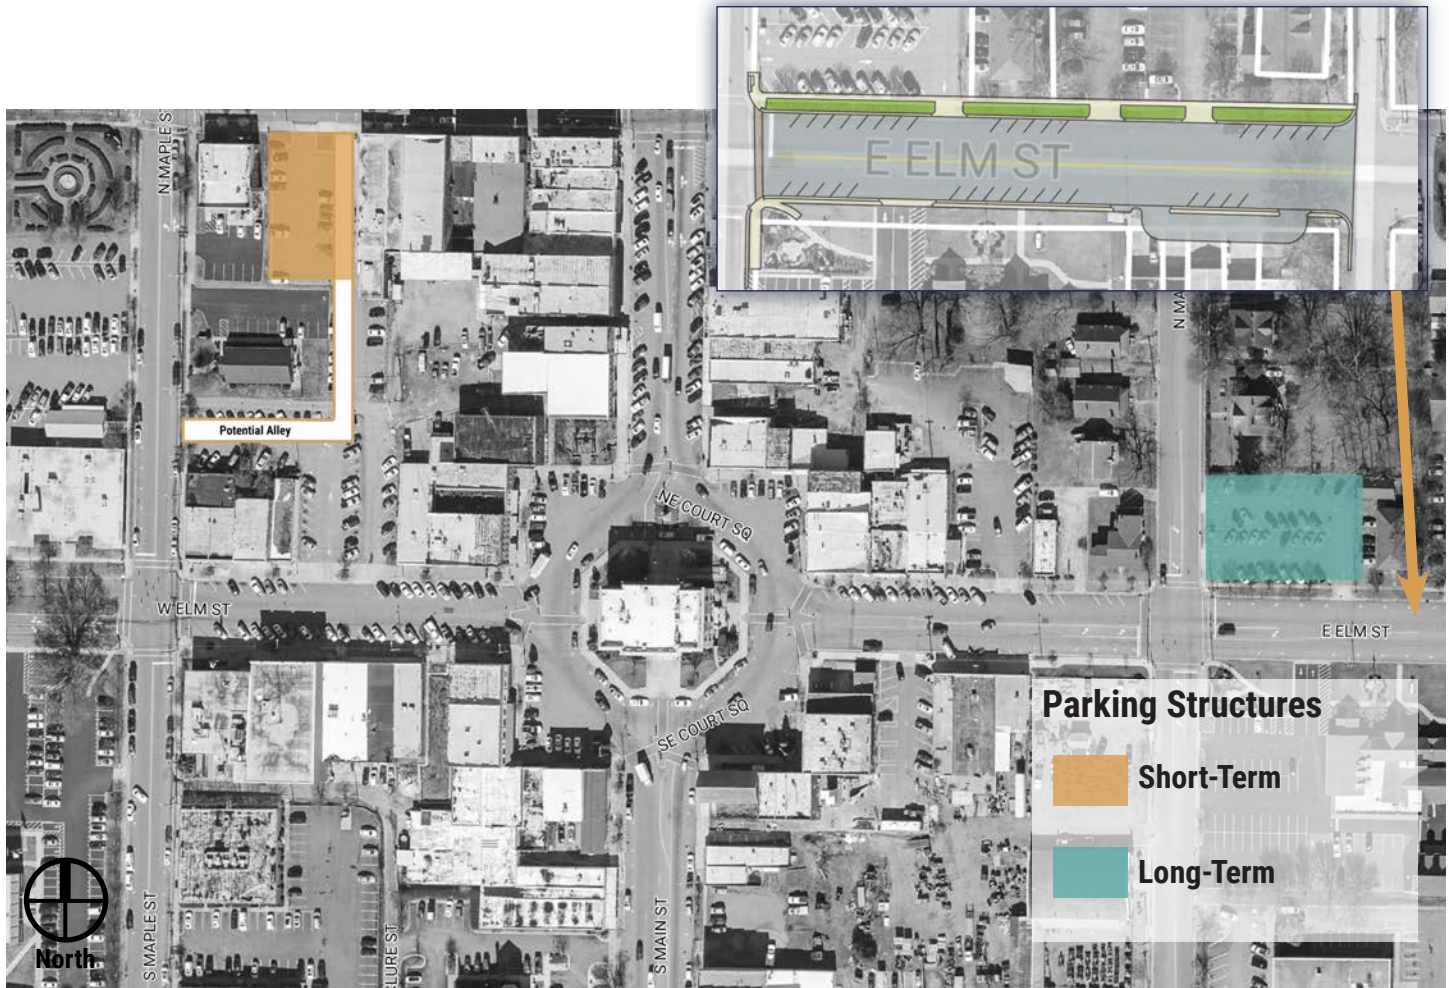 E ELM ST
N MAPLE S
N MA
Potential Alley
NE COURT SQ
W ELM ST
E ELM ST
SE COURT SQ
Parking Structures
Short-Term
Long-Term
North
S MAPLE ST
CLURE ST
S MAIN ST